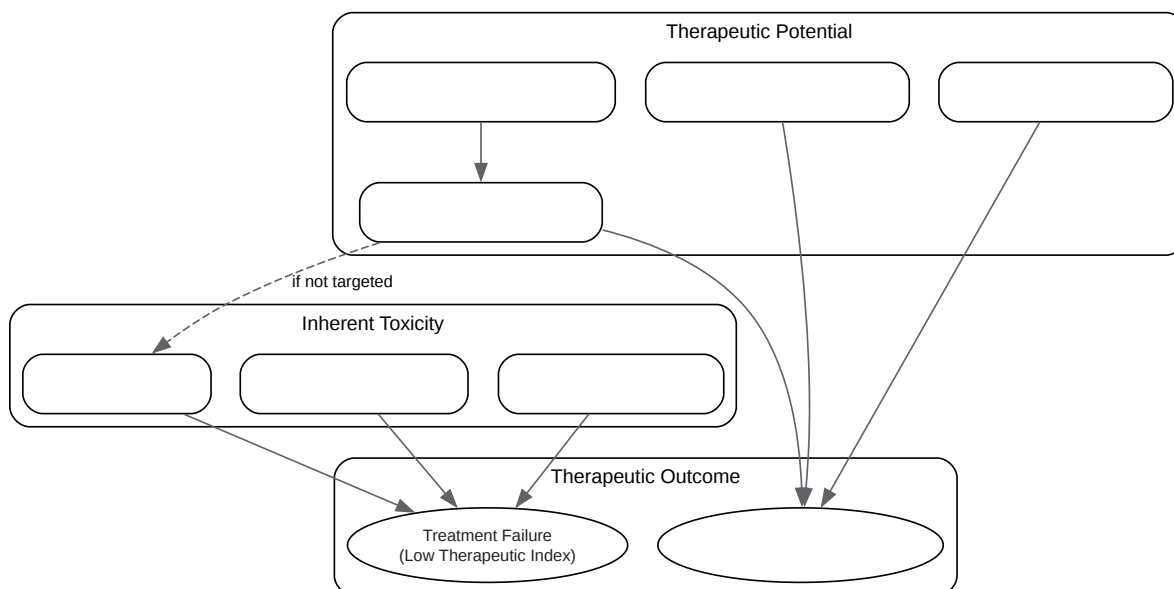 Therapeutic Potential
if not targeted
Inherent Toxicity
Therapeutic Outcome
Treatment Failure
(Low Therapeutic Index)